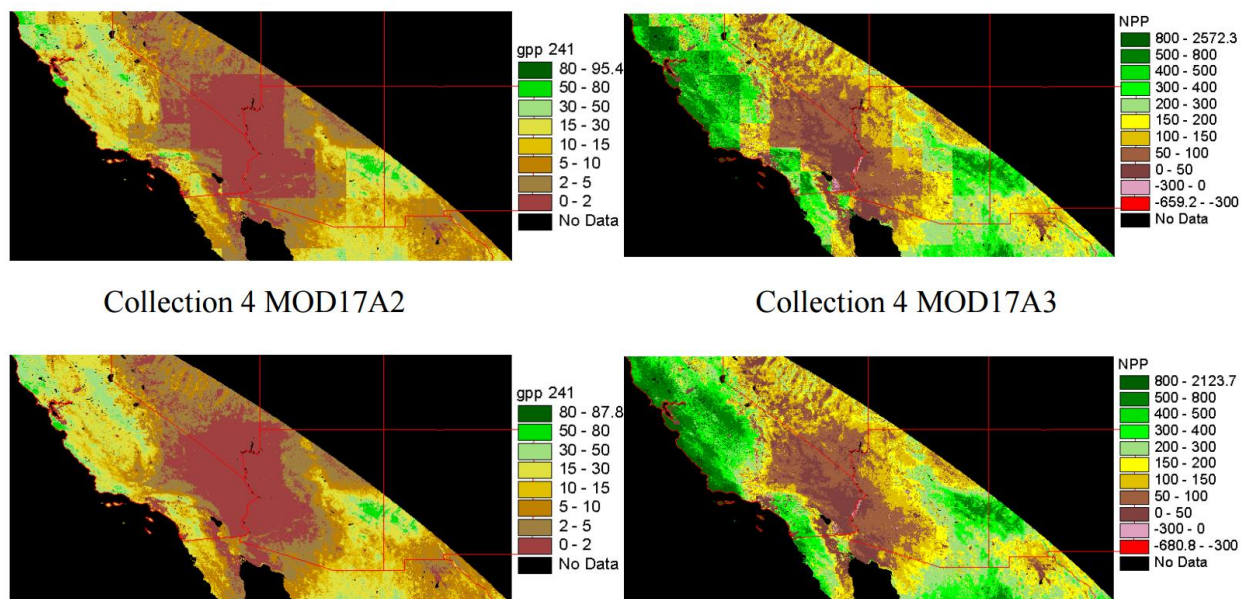 gpp 241
80 - 95.4
50 - 80
30 - 50
15 - 30
10 - 15
5 - 10
2 - 5
0 - 2
No Data
NPP
800 - 2572.3
500 - 800
400 - 500
300 - 400
200 - 300
150 - 200
100 - 150
50 - 100
0 - 50
-300 - 0
-659.2 - -300
No Data
Collection 4 MOD17A2
Collection 4 MOD17A3
gpp 241
80 - 87.8
50 - 80
30 - 50
15 - 30
10 - 15
5 - 10
2 - 5
0 - 2
No Data
NPP
800 - 2123.7
500 - 800
400 - 500
300 - 400
200 - 300
150 - 200
100 - 150
50 - 100
0 - 50
-300 - 0
-680.8 - -300
No Data